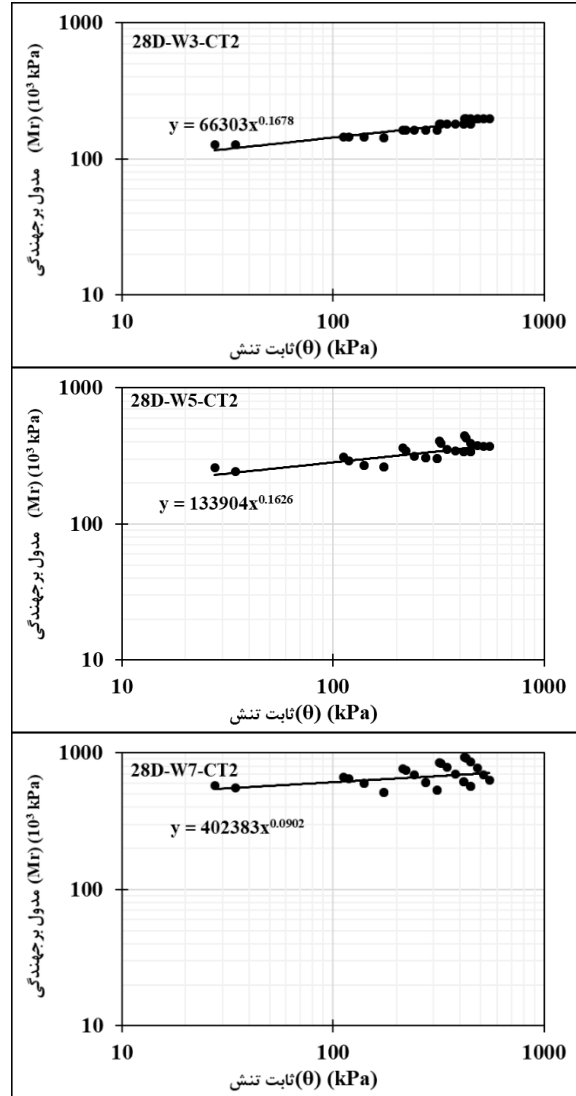 1000
100
10
10
100
1000
28D-W3-CT2
y = 66303x^0.1678
مدول برجهندگی (Mr) (10³ kPa)
ثابت تنش(θ) (kPa)
1000
100
10
10
100
1000
28D-W5-CT2
y = 133904x^0.1626
مدول برجهندگی (Mr) (10³ kPa)
ثابت تنش(θ) (kPa)
1000
100
10
10
100
1000
28D-W7-CT2
y = 402383x^0.0902
مدول برجهندگی (Mr) (10³ kPa)
ثابت تنش(θ) (kPa)